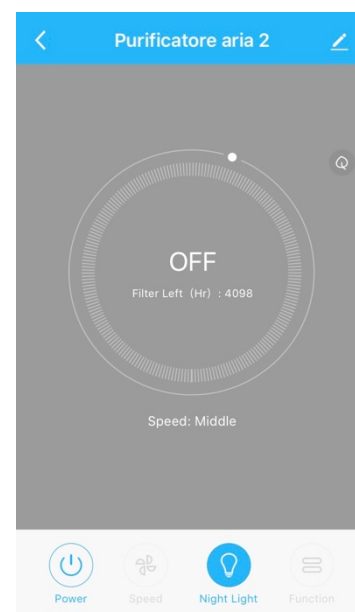 Purificatore aria 2
OFF
Filter Left (Hr) : 4098
Speed: Middle
Power
Speed
Night Light
Function